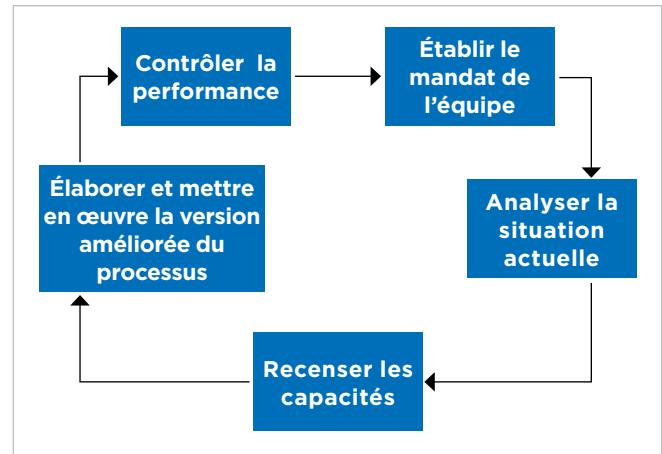 Contrôler la
performance
Établir le
mandat de
l'équipe
Élaborer et mettre
en œuvre la version
améliorée du
processus
Analyser la
situation
actuelle
Recenser les
capacités